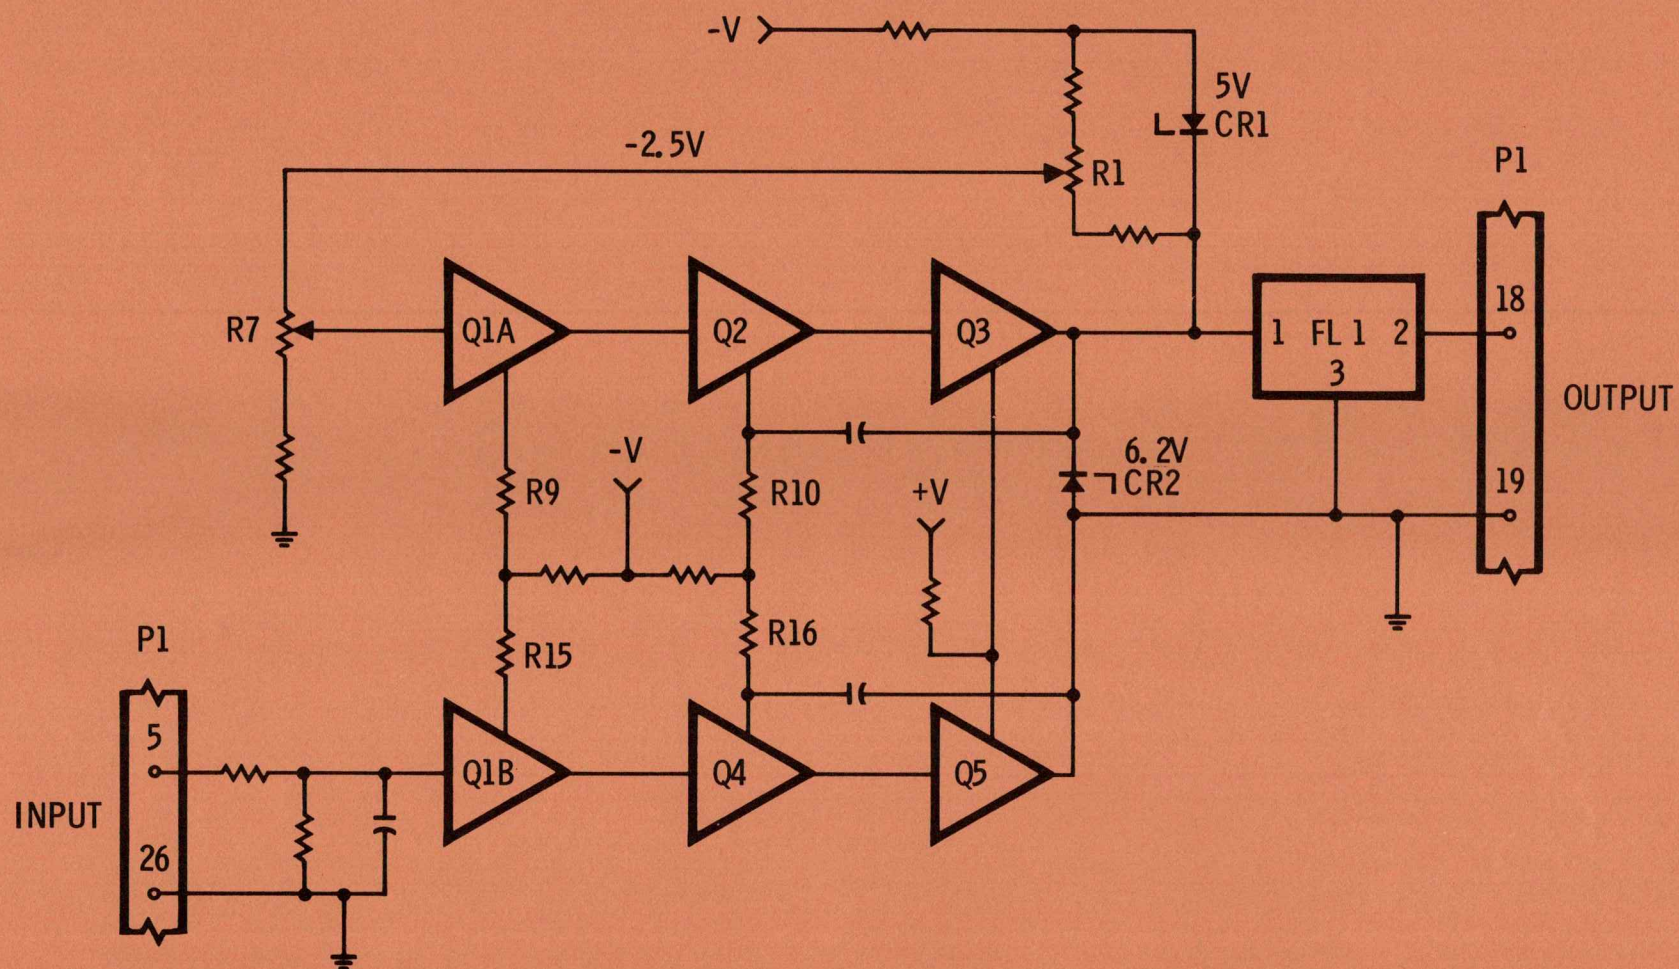 -V
5V
CR1
-2.5V
R1
P1
R7
Q1A
Q2
Q3
1 FL 1 2
3
18
OUTPUT
-V
R9
R10
6.2V
CR2
+V
19
R15
R16
P1
5
INPUT
26
Q1B
Q4
Q5